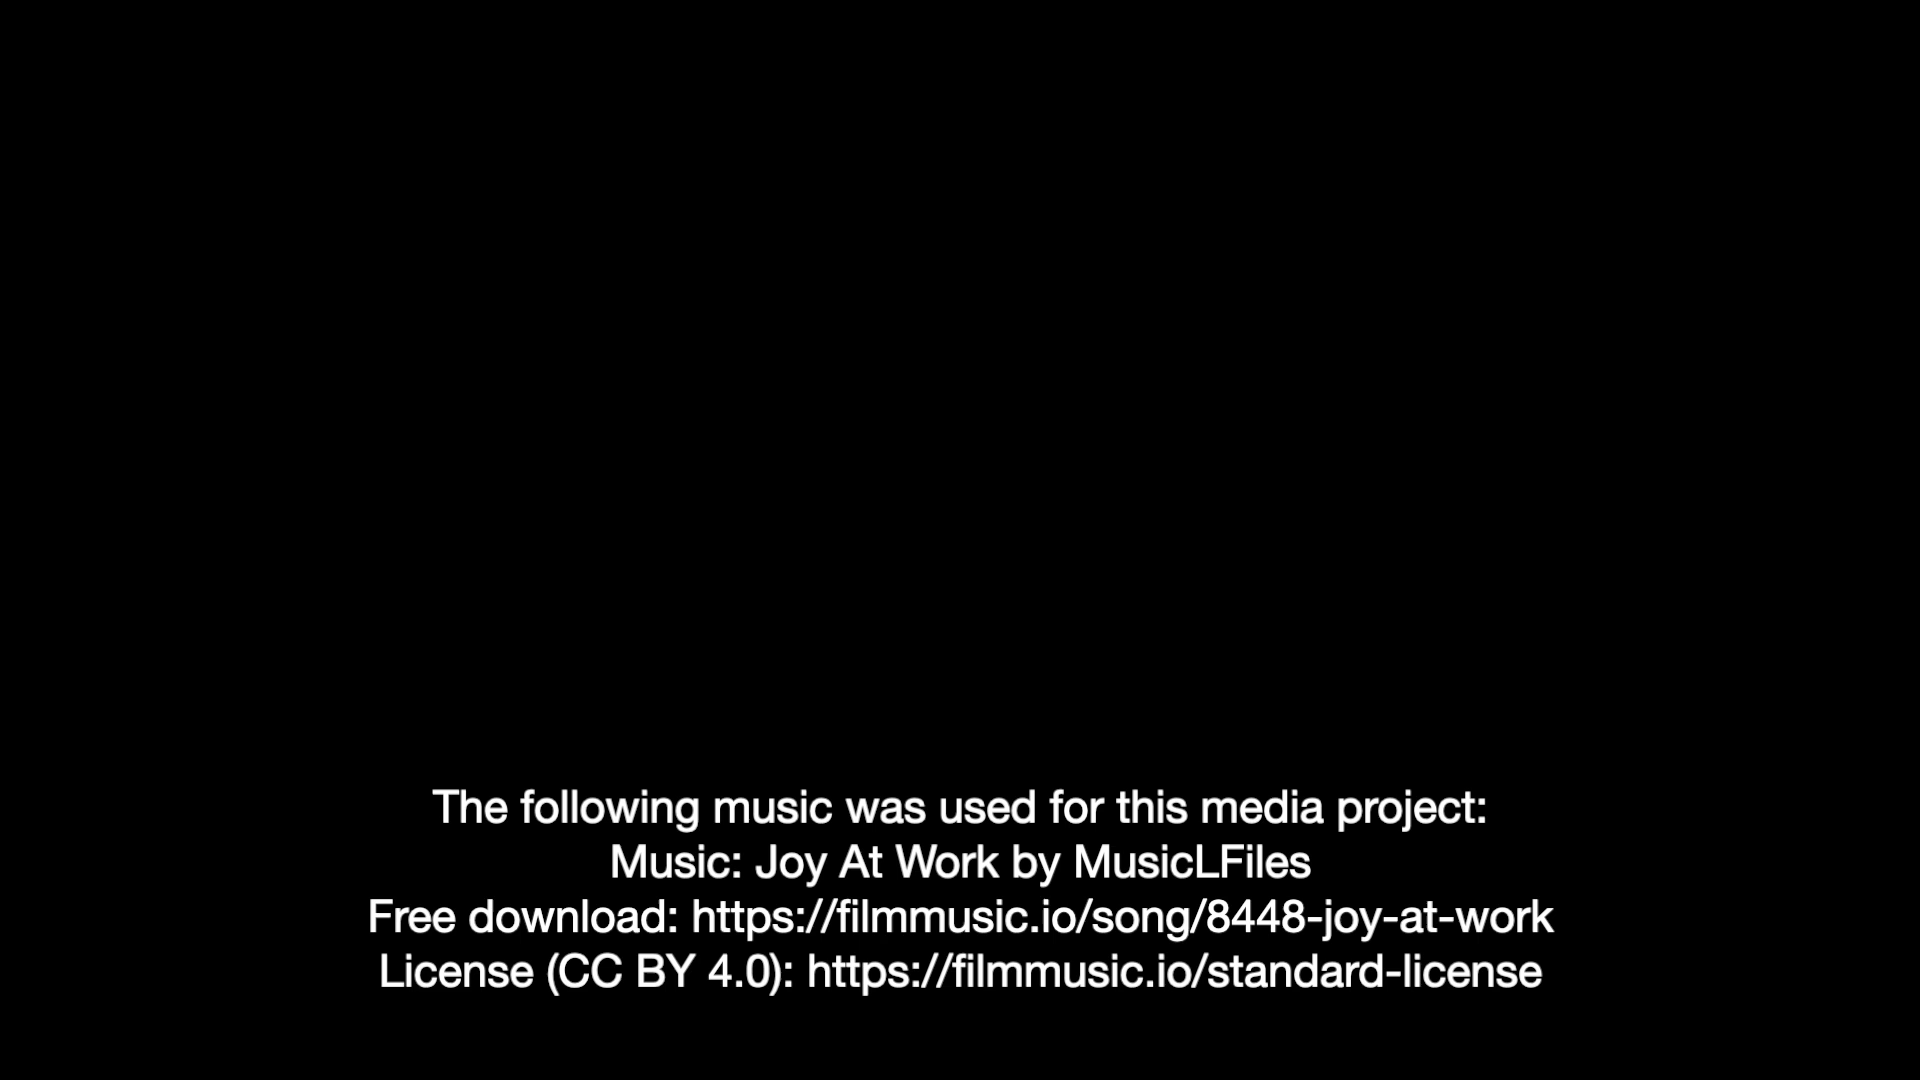 The following music was used for this media project:
Music: Joy At Work by MusicLFiles
Free download: https://filmmusic.io/song/8448-joy-at-work
License (CC BY 4.0): https://filmmusic.io/standard-license